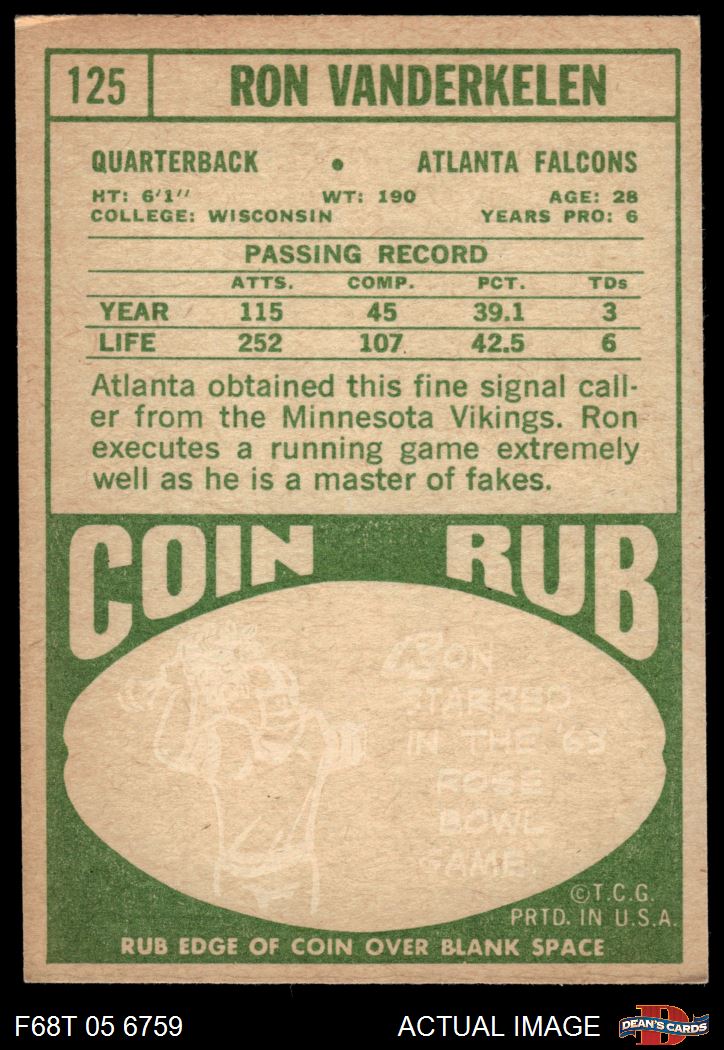 125 RON VANDERKELEN
QUARTERBACK • ATLANTA FALCONS
HT: 6'1" WT: 190 AGE: 28
COLLEGE: WISCONSIN YEARS PRO: 6
PASSING RECORD
ATTS. COMP. PCT. TDs
YEAR 115 45 39.1 3
LIFE 252 107 42.5 6
Atlanta obtained this fine signal call-
er from the Minnesota Vikings. Ron
executes a running game extremely
well as he is a master of fakes.
COIN RUB
RON
STARRED
IN THE '63
ROSE
BOWL
GAME.
©T.C.G.
PRTD. IN U.S.A.
RUB EDGE OF COIN OVER BLANK SPACE
F68T 05 6759 ACTUAL IMAGE D DEAN'S CARDS